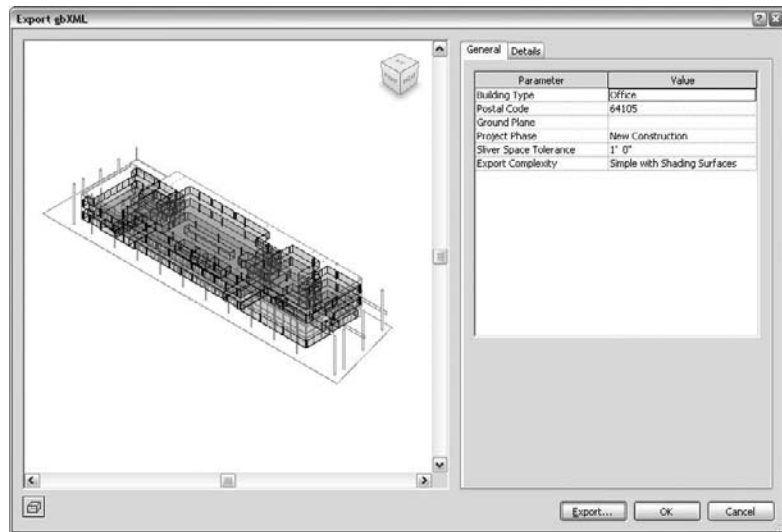 Export gbXML
General Details
Parameter Value
Building Type Office
Postal Code 64105
Ground Plane
Project Phase New Construction
Sliver Space Tolerance 1' 0"
Export Complexity Simple with Shading Surfaces
Export... OK Cancel